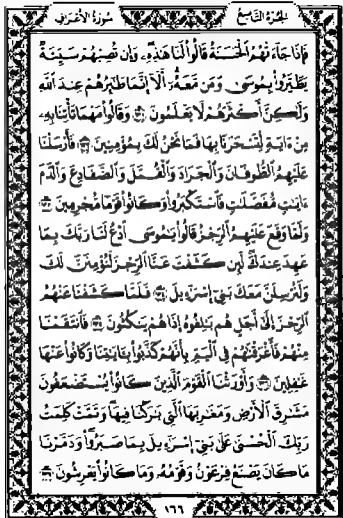 الجزء التاسع سورة الأعراف
فَإِذَا جَآءَتْهُمُ ٱلْحَسَنَةُ قَالُوا۟ لَنَا هَٰذِهِۦ وَإِن تُصِبْهُمْ سَيِّئَةٌ
يَطَّيَّرُوا۟ بِمُوسَىٰ وَمَن مَّعَهُۥٓ أَلَآ إِنَّمَا طَٰٓئِرُهُمْ عِندَ ٱللَّهِ
وَلَٰكِنَّ أَكْثَرَهُمْ لَا يَعْلَمُونَ ١٣١ وَقَالُوا۟ مَهْمَا تَأْتِنَا بِهِۦ
مِنْ ءَايَةٍ لِّتَسْحَرَنَا بِهَا فَمَا نَحْنُ لَكَ بِمُؤْمِنِينَ ١٣٢ فَأَرْسَلْنَا
عَلَيْهِمُ ٱلطُّوفَانَ وَٱلْجَرَادَ وَٱلْقُمَّلَ وَٱلضَّفَادِعَ وَٱلدَّمَ
ءَايَٰتٍ مُّفَصَّلَٰتٍ فَٱسْتَكْبَرُوا۟ وَكَانُوا۟ قَوْمًا مُّجْرِمِينَ ١٣٣
وَلَمَّا وَقَعَ عَلَيْهِمُ ٱلرِّجْزُ قَالُوا۟ يَٰمُوسَى ٱدْعُ لَنَا رَبَّكَ بِمَا
عَهِدَ عِندَكَ لَئِن كَشَفْتَ عَنَّا ٱلرِّجْزَ لَنُؤْمِنَنَّ لَكَ
وَلَنُرْسِلَنَّ مَعَكَ بَنِىٓ إِسْرَٰٓءِيلَ ١٣٤ فَلَمَّا كَشَفْنَا عَنْهُمُ
ٱلرِّجْزَ إِلَىٰٓ أَجَلٍ هُم بَٰلِغُوهُ إِذَا هُمْ يَنكُثُونَ ١٣٥ فَٱنتَقَمْنَا
مِنْهُمْ فَأَغْرَقْنَٰهُمْ فِى ٱلْيَمِّ بِأَنَّهُمْ كَذَّبُوا۟ بِـَٔايَٰتِنَا وَكَانُوا۟ عَنْهَا
غَٰفِلِينَ ١٣٦ وَأَوْرَثْنَا ٱلْقَوْمَ ٱلَّذِينَ كَانُوا۟ يُسْتَضْعَفُونَ
مَشَٰرِقَ ٱلْأَرْضِ وَمَغَٰرِبَهَا ٱلَّتِى بَٰرَكْنَا فِيهَا وَتَمَّتْ كَلِمَتُ
رَبِّكَ ٱلْحُسْنَىٰ عَلَىٰ بَنِىٓ إِسْرَٰٓءِيلَ بِمَا صَبَرُوا۟ وَدَمَّرْنَا
مَا كَانَ يَصْنَعُ فِرْعَوْنُ وَقَوْمُهُۥ وَمَا كَانُوا۟ يَعْرِشُونَ ١٣٧
١٦٦